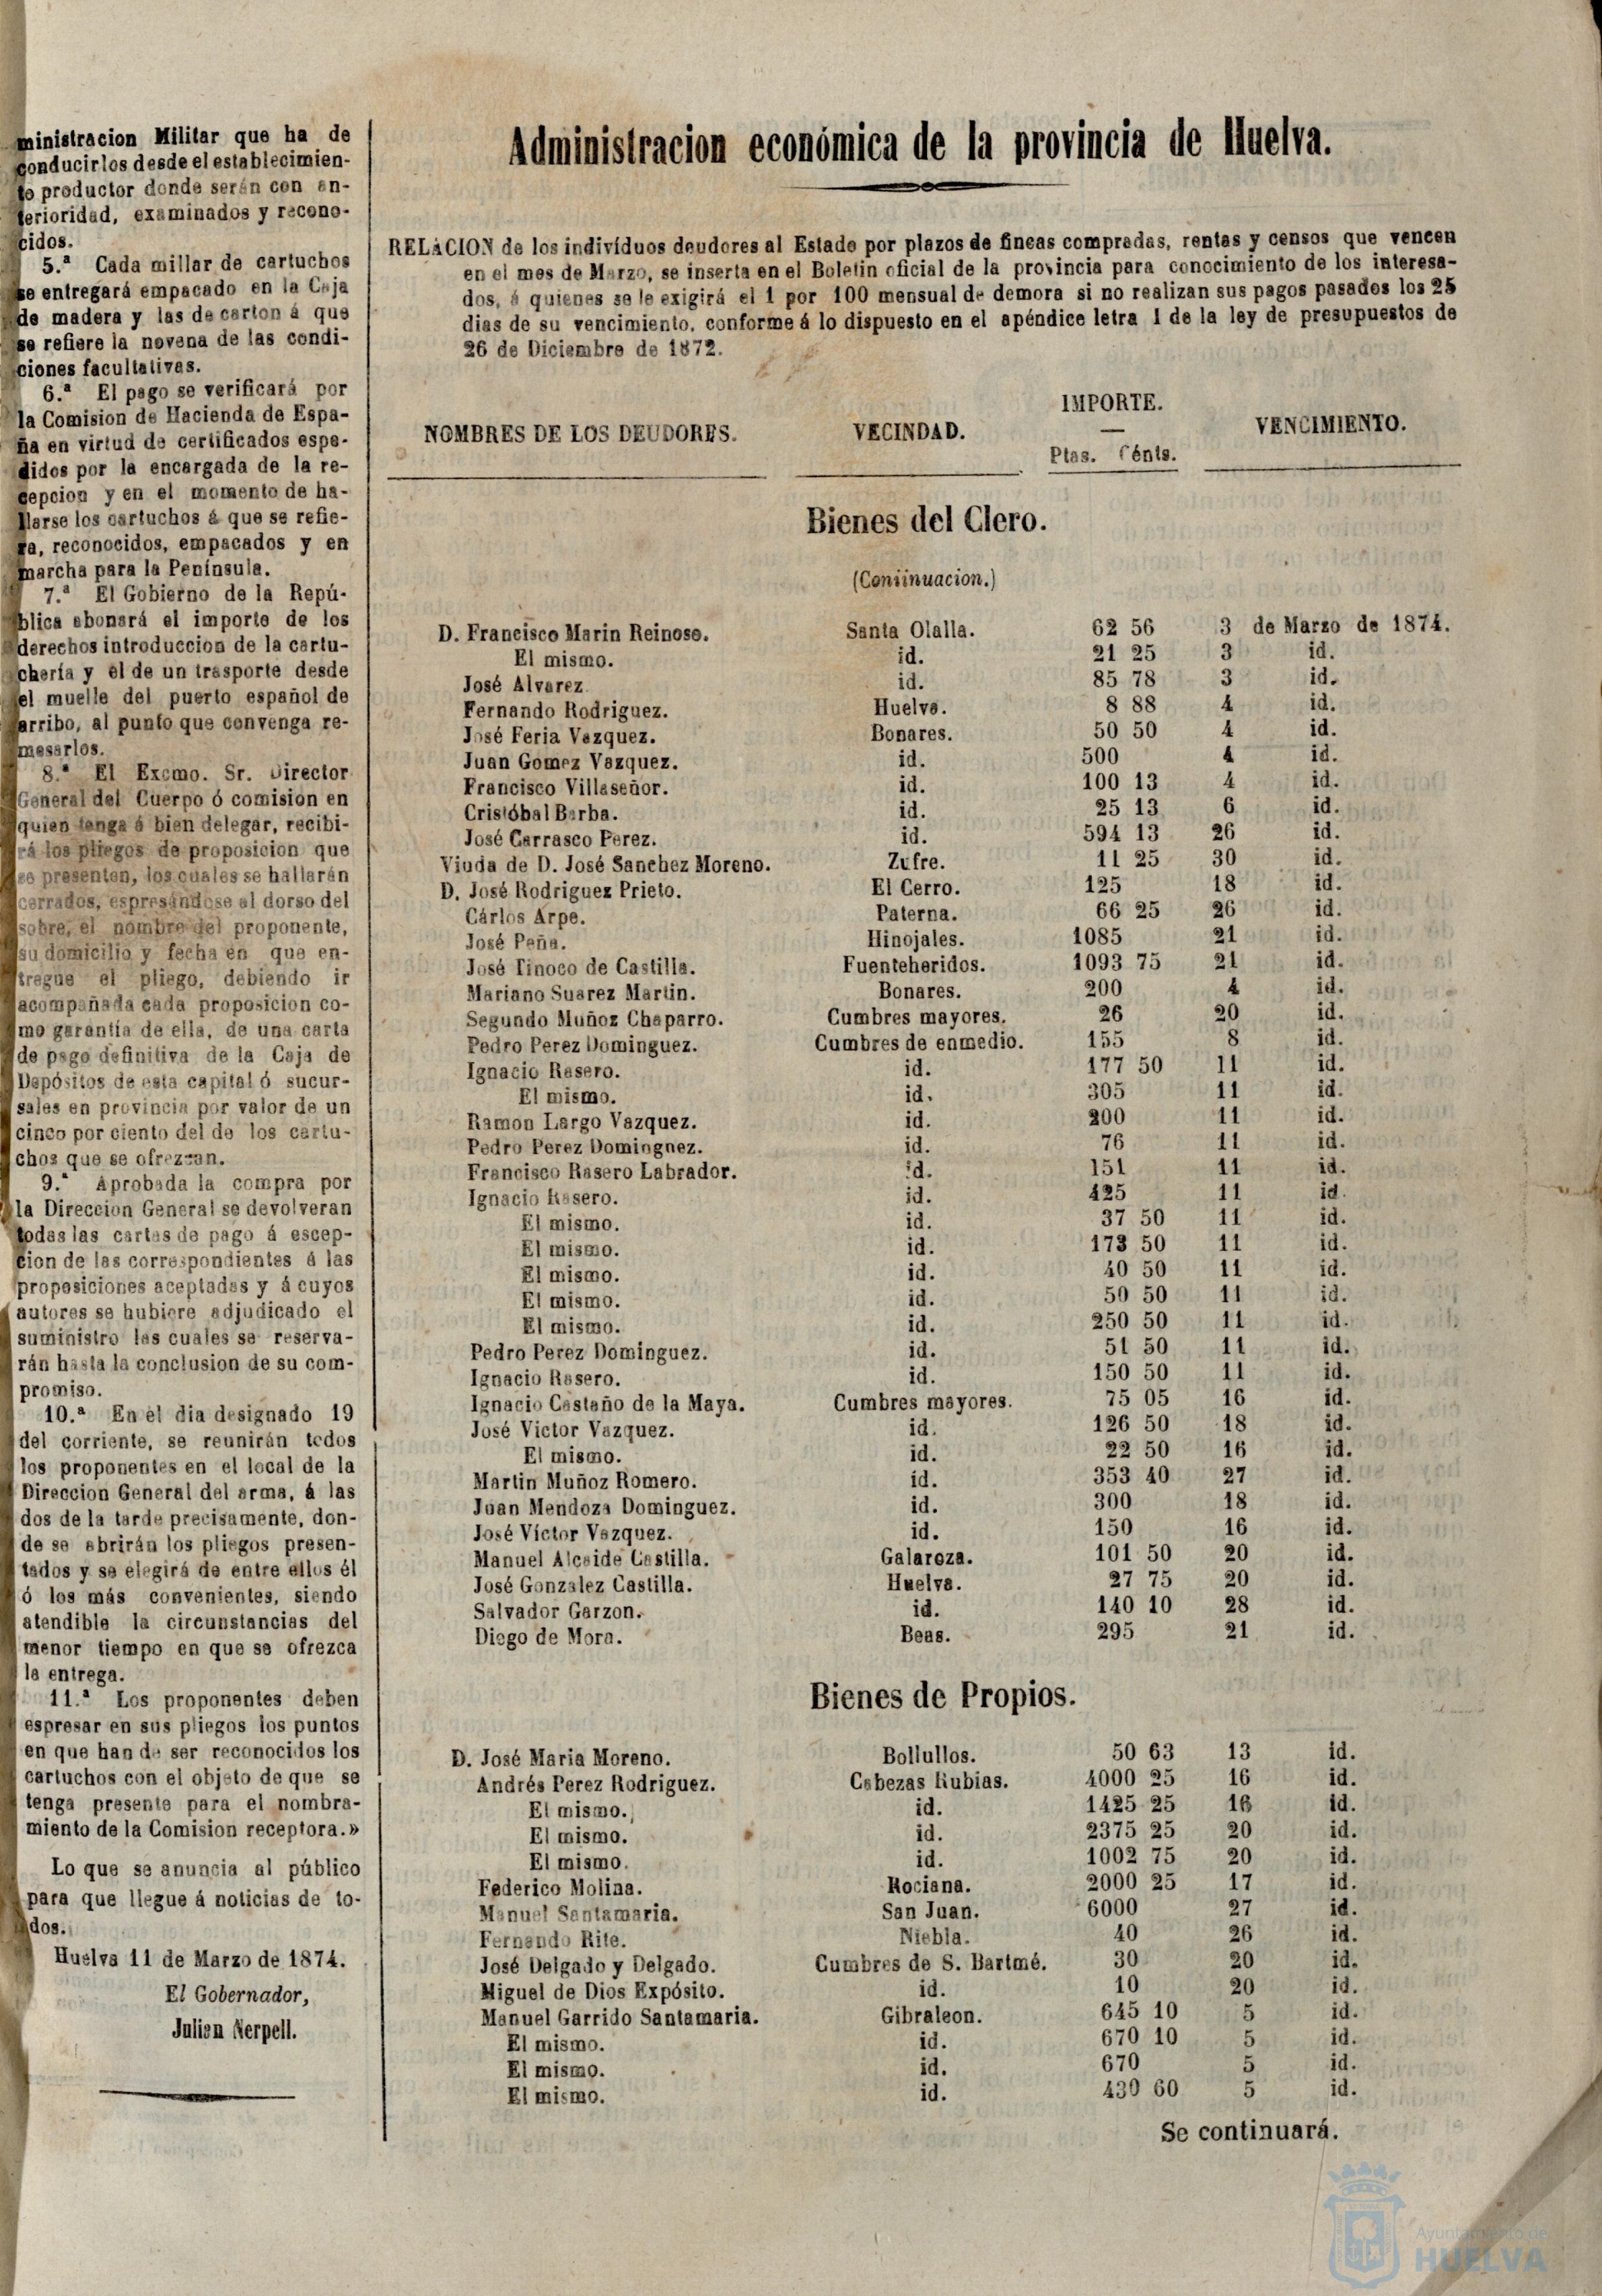 ministracion Militar que ha de
conducirlos desde el establecimien-
to productor donde serán con an-
terioridad, examinados y recono-
cidos.
5.ª Cada millar de cartuchos
se entregará empacado en la Caja
de madera y las de carton á que
se refiere la novena de las condi-
ciones facultativas.
6.ª El pago se verificará por
la Comision de Hacienda de Espa-
ña en virtud de certificados espe-
didos por la encargada de la re-
cepcion y en el momento de ha-
llarse los cartuchos á que se refie-
ra, reconocidos, empacados y en
marcha para la Península.
7.ª El Gobierno de la Repú-
blica abonará el importe de los
derechos introduccion de la cartu-
chería y el de un trasporte desde
el muelle del puerto español de
arribo, al punto que convenga re-
mesarlos.
8.ª El Excmo. Sr. Director
General del Cuerpo ó comision en
quien tenga á bien delegar, recibi-
rá los pliegos de proposicion que
se presenten, los cuales se hallarán
cerrados, espresándose al dorso del
sobre, el nombre del proponente,
su domicilio y fecha en que en-
tregue el pliego, debiendo ir
acompañada cada proposicion co-
mo garantía de ella, de una carta
de pago definitiva de la Caja de
Depósitos de esta capital ó sucur-
sales en provincia por valor de un
cinco por ciento del de los cartu-
chos que se ofrezcan.
9.ª Aprobada la compra por
la Direccion General se devolveran
todas las cartas de pago á escep-
cion de las correspondientes á las
proposiciones aceptadas y á cuyos
autores se hubiere adjudicado el
suministro las cuales se reserva-
rán hasta la conclusion de su com-
promiso.
10.ª En el dia designado 19
del corriente, se reunirán todos
los proponentes en el local de la
Direccion General del arma, á las
dos de la tarde precisamente, don-
de se abrirán los pliegos presen-
tados y se elegirá de entre ellos él
ó los más convenientes, siendo
atendible la circunstancias del
menor tiempo en que se ofrezca
la entrega.
11.ª Los proponentes deben
espresar en sus pliegos los puntos
en que han de ser reconocidos los
cartuchos con el objeto de que se
tenga presente para el nombra-
miento de la Comision receptora.»
Lo que se anuncia al público
para que llegue á noticias de to-
dos.
Huelva 11 de Marzo de 1874.
El Gobernador,
Julian Nerpell.
Administracion económica de la provincia de Huelva.
RELACION de los individuos deudores al Estado por plazos de fincas compradas, rentas y censos que vencen
en el mes de Marzo, se inserta en el Boletin oficial de la provincia para conocimiento de los interesa-
dos, á quienes se le exigirá el 1 por 100 mensual de demora si no realizan sus pagos pasados los 25
dias de su vencimiento, conforme á lo dispuesto en el apéndice letra I de la ley de presupuestos de
26 de Diciembre de 1872.
NOMBRES DE LOS DEUDORES. VECINDAD. IMPORTE. VENCIMIENTO.
Ptas. Cénts.
Bienes del Clero.
(Coniinuacion.)
D. Francisco Marin Reinoso. Santa Olalla. 62 56 3 de Marzo de 1874.
El mismo. id. 21 25 3 id.
José Alvarez id. 85 78 3 id.
Fernando Rodriguez. Huelva. 8 88 4 id.
José Feria Vazquez. Bonares. 50 50 4 id.
Juan Gomez Vazquez. id. 500 4 id.
Francisco Villaseñor. id. 100 13 4 id.
Cristóbal Barba. id. 25 13 6 id.
José Carrasco Perez. id. 594 13 26 id.
Viuda de D. José Sanchez Moreno. Zufre. 11 25 30 id.
D. José Rodriguez Prieto. El Cerro. 125 18 id.
Cárlos Arpe. Paterna. 66 25 26 id.
José Peña. Hinojales. 1085 21 id.
José Tinoco de Castilla. Fuenteheridos. 1093 75 21 id.
Mariano Suarez Martin. Bonares. 200 4 id.
Segundo Muñoz Chaparro. Cumbres mayores. 26 20 id.
Pedro Perez Dominguez. Cumbres de enmedio. 155 8 id.
Ignacio Rasero. id. 177 50 11 id.
El mismo. id. 305 11 id.
Ramon Largo Vazquez. id. 200 11 id.
Pedro Perez Domingnez. id. 76 11 id.
Francisco Rasero Labrador. id. 151 11 id.
Ignacio Rasero. id. 425 11 id.
El mismo. id. 37 50 11 id.
El mismo. id. 173 50 11 id.
El mismo. id. 40 50 11 id.
El mismo. id. 50 50 11 id.
El mismo. id. 250 50 11 id.
Pedro Perez Dominguez. id. 51 50 11 id.
Ignacio Rasero. id. 150 50 11 id.
Ignacio Castaño de la Maya. Cumbres mayores. 75 05 16 id.
José Victor Vazquez. id. 126 50 18 id.
El mismo. id. 22 50 16 id.
Martin Muñoz Romero. id. 353 40 27 id.
Juan Mendoza Dominguez. id. 300 18 id.
José Víctor Vazquez. id. 150 16 id.
Manuel Alcaide Castilla. Galaroza. 101 50 20 id.
José Gonzalez Castilla. Huelva. 27 75 20 id.
Salvador Garzon. id. 140 10 28 id.
Diego de Mora. Beas. 295 21 id.
Bienes de Propios.
D. José Maria Moreno. Bollullos. 50 63 13 id.
Andrés Perez Rodriguez. Cabezas Rubias. 4000 25 16 id.
El mismo. id. 1425 25 16 id.
El mismo. id. 2375 25 20 id.
El mismo. id. 1002 75 20 id.
Federico Molina. Rociana. 2000 25 17 id.
Manuel Santamaria. San Juan. 6000 27 id.
Fernando Rite. Niebla. 40 26 id.
José Delgado y Delgado. Cumbres de S. Bartmé. 30 20 id.
Miguel de Dios Expósito. id. 10 20 id.
Manuel Garrido Santamaria. Gibraleon. 645 10 5 id.
El mismo. id. 670 10 5 id.
El mismo. id. 670 5 id.
El mismo. id. 430 60 5 id.
Se continuará.
Ayuntamiento de
HUELVA